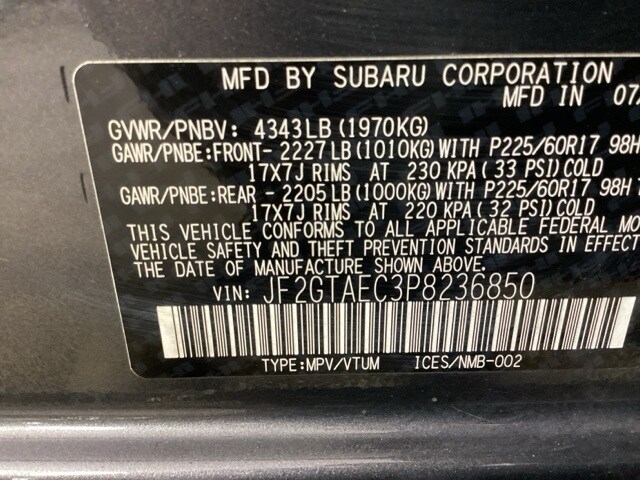 MFD BY SUBARU CORPORATION
MFD IN 07/
GVWR/PNBV: 4343LB(1970KG)
GAWR/PNBE:FRONT- 2227LB(1010KG)WITH P225/60R17 98H
17X7J RIMS AT 230 KPA(33 PSI)COLD
GAWR/PNBE:REAR - 2205LB(1000KG)WITH P225/60R17 98H
17X7J RIMS AT 220 KPA(32 PSI)COLD
THIS VEHICLE CONFORMS TO ALL APPLICABLE FEDERAL MO
VEHICLE SAFETY AND THEFT PREVENTION STANDARDS IN EFFECT
THE DATE OF MANUFACTURE SHOWN ABOVE.
VIN: JF2GTAEC3P8236850
TYPE:MPV/VTUM ICES/NMB-002